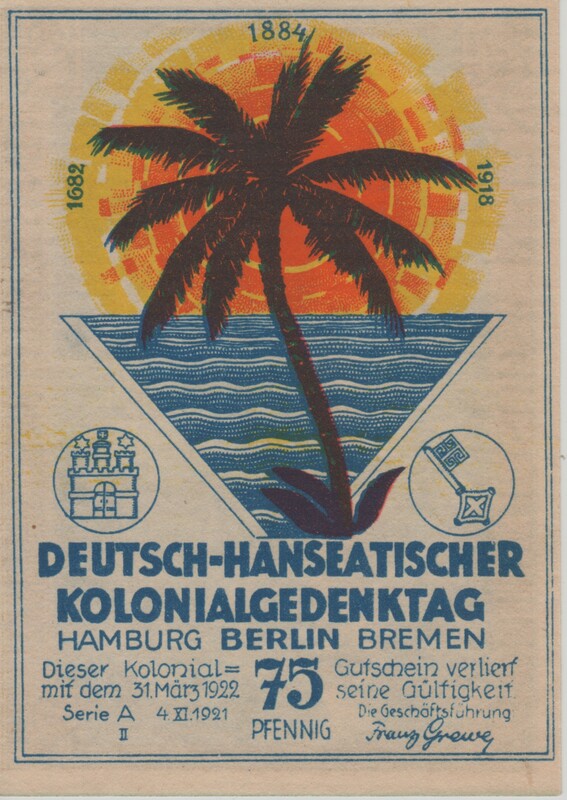 1884
1682
1918
DEUTSCH-HANSEATISCHER
KOLONIALGEDENKTAG
HAMBURG BERLIN BREMEN
Dieser Kolonial= 75 Gutschein verliert
mit dem 31. März 1922 seine Gültigkeit
Serie A 4. XI. 1921 Die Geschäftsführung
II PFENNIG Franz Grewe